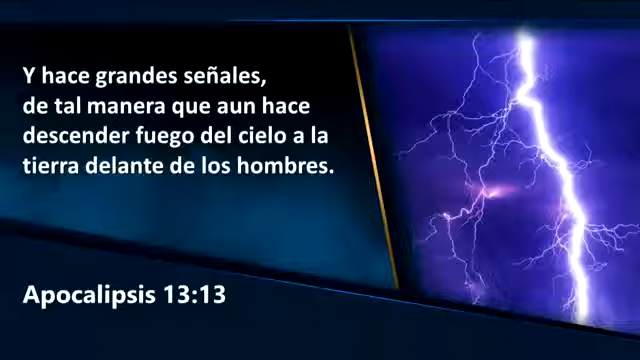 Y hace grandes señales,
de tal manera que aun hace
descender fuego del cielo a la
tierra delante de los hombres.
Apocalipsis 13:13